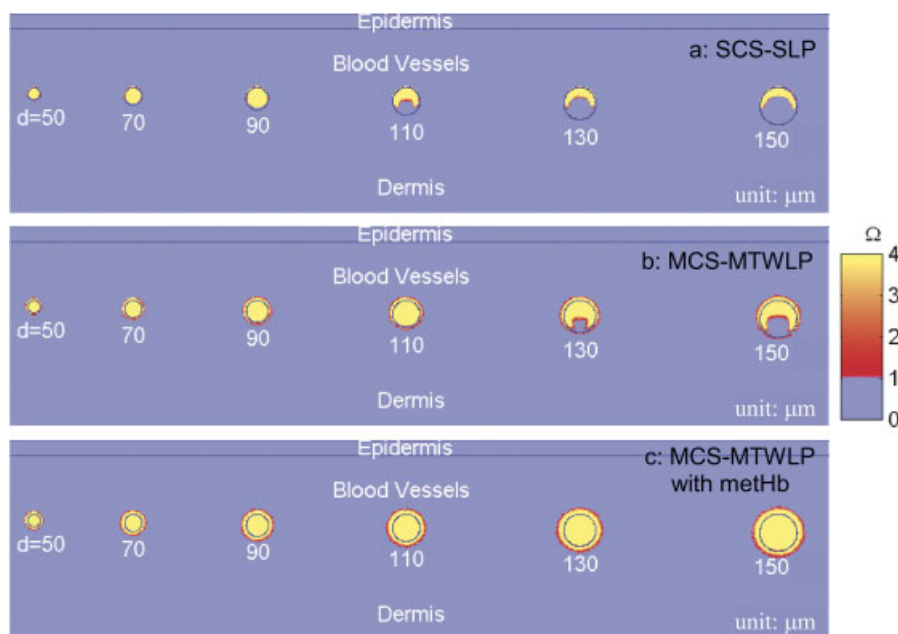 Epidermis
a: SCS-SLP
Blood Vessels
d=50
70
90
110
130
150
Dermis
unit: μm
Epidermis
b: MCS-MTWLP
Blood Vessels
d=50
70
90
110
130
150
Dermis
unit: μm
Ω
4
3
2
1
0
Epidermis
c: MCS-MTWLP
with metHb
Blood Vessels
d=50
70
90
110
130
150
Dermis
unit: μm